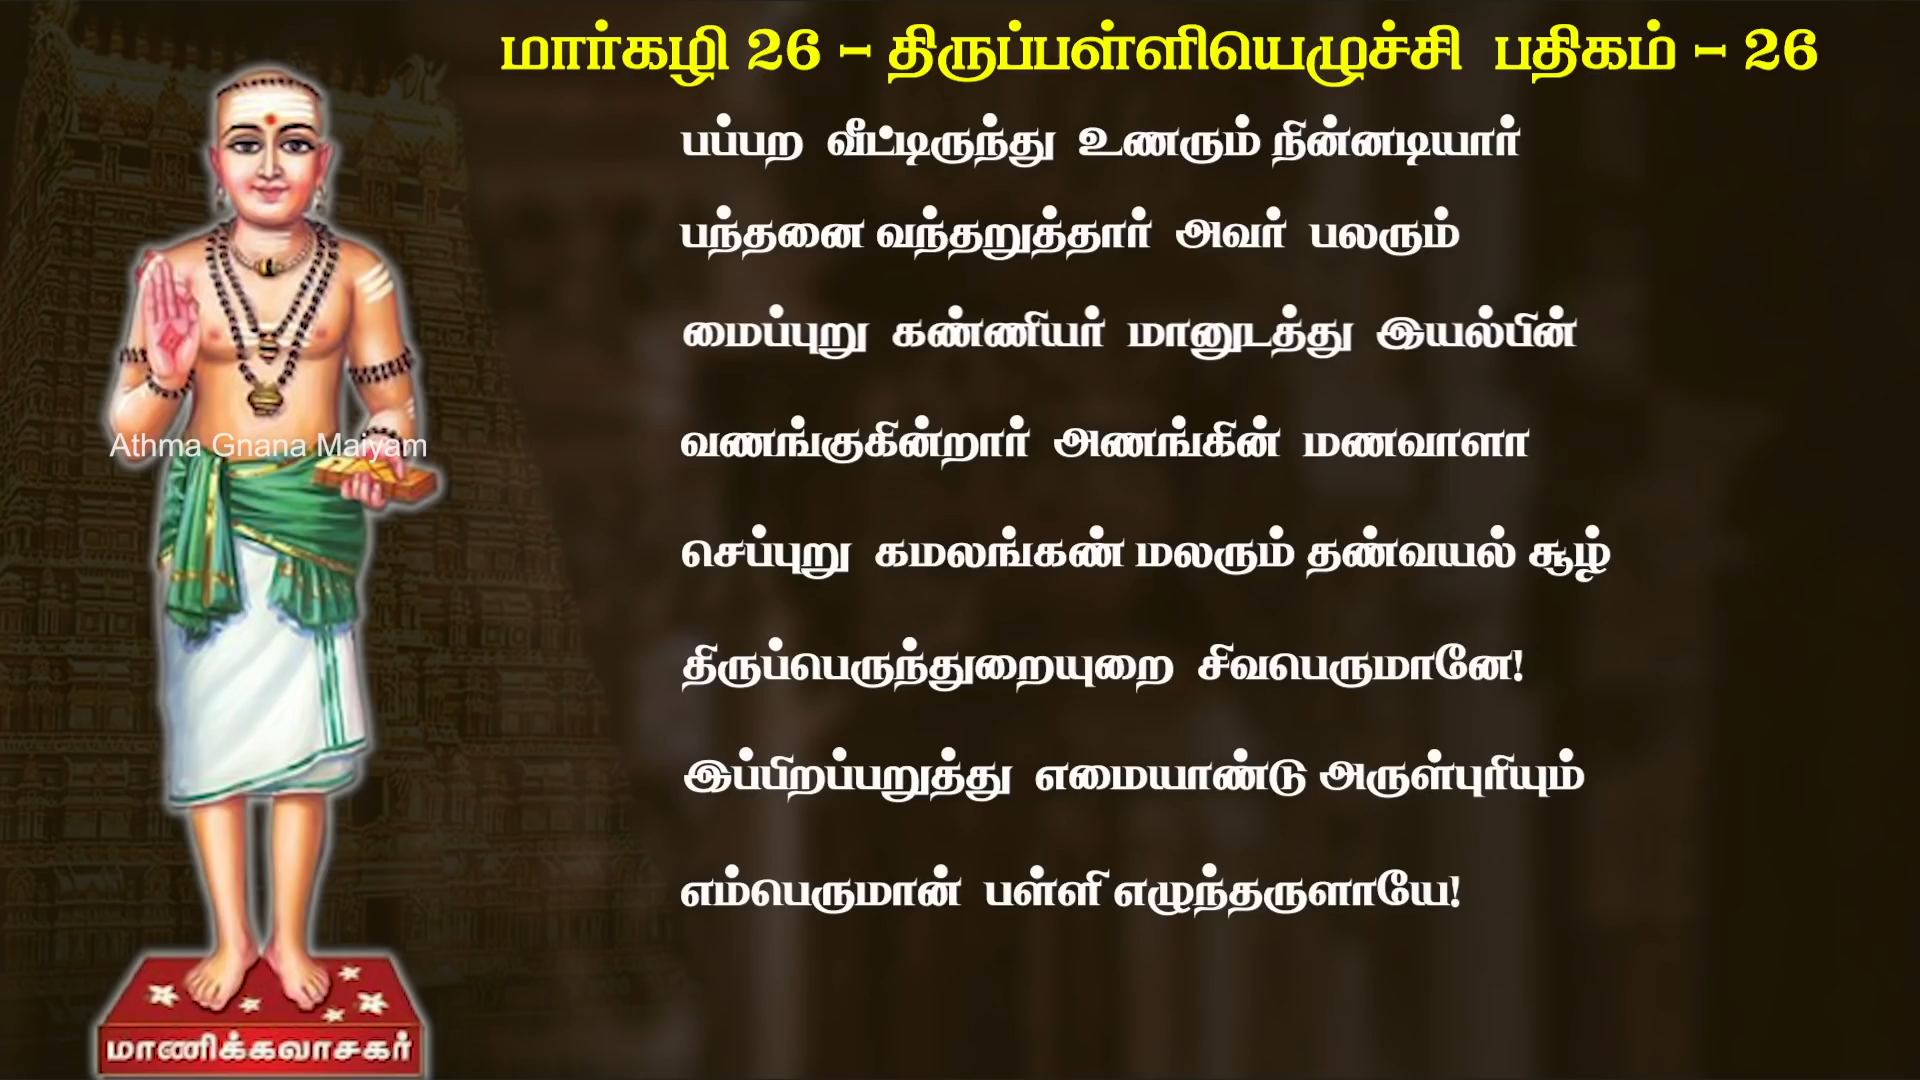 மார்கழி 26 – திருப்பள்ளியெழுச்சி பதிகம் – 26
பப்பற வீட்டிருந்து உணரும் நின்னடியார்
பந்தனை வந்தறுத்தார் அவர் பலரும்
மைப்புறு கண்ணியர் மானுடத்து இயல்பின்
வணங்குகின்றார் அணங்கின் மணவாளா
செப்புறு கமலங்கண் மலரும் தண்வயல் சூழ்
திருப்பெருந்துறையுறை சிவபெருமானே!
இப்பிறப்பறுத்து எமையாண்டு அருள்புரியும்
எம்பெருமான் பள்ளி எழுந்தருளாயே!
Athma Gnana Maiyam
மாணிக்கவாசகர்